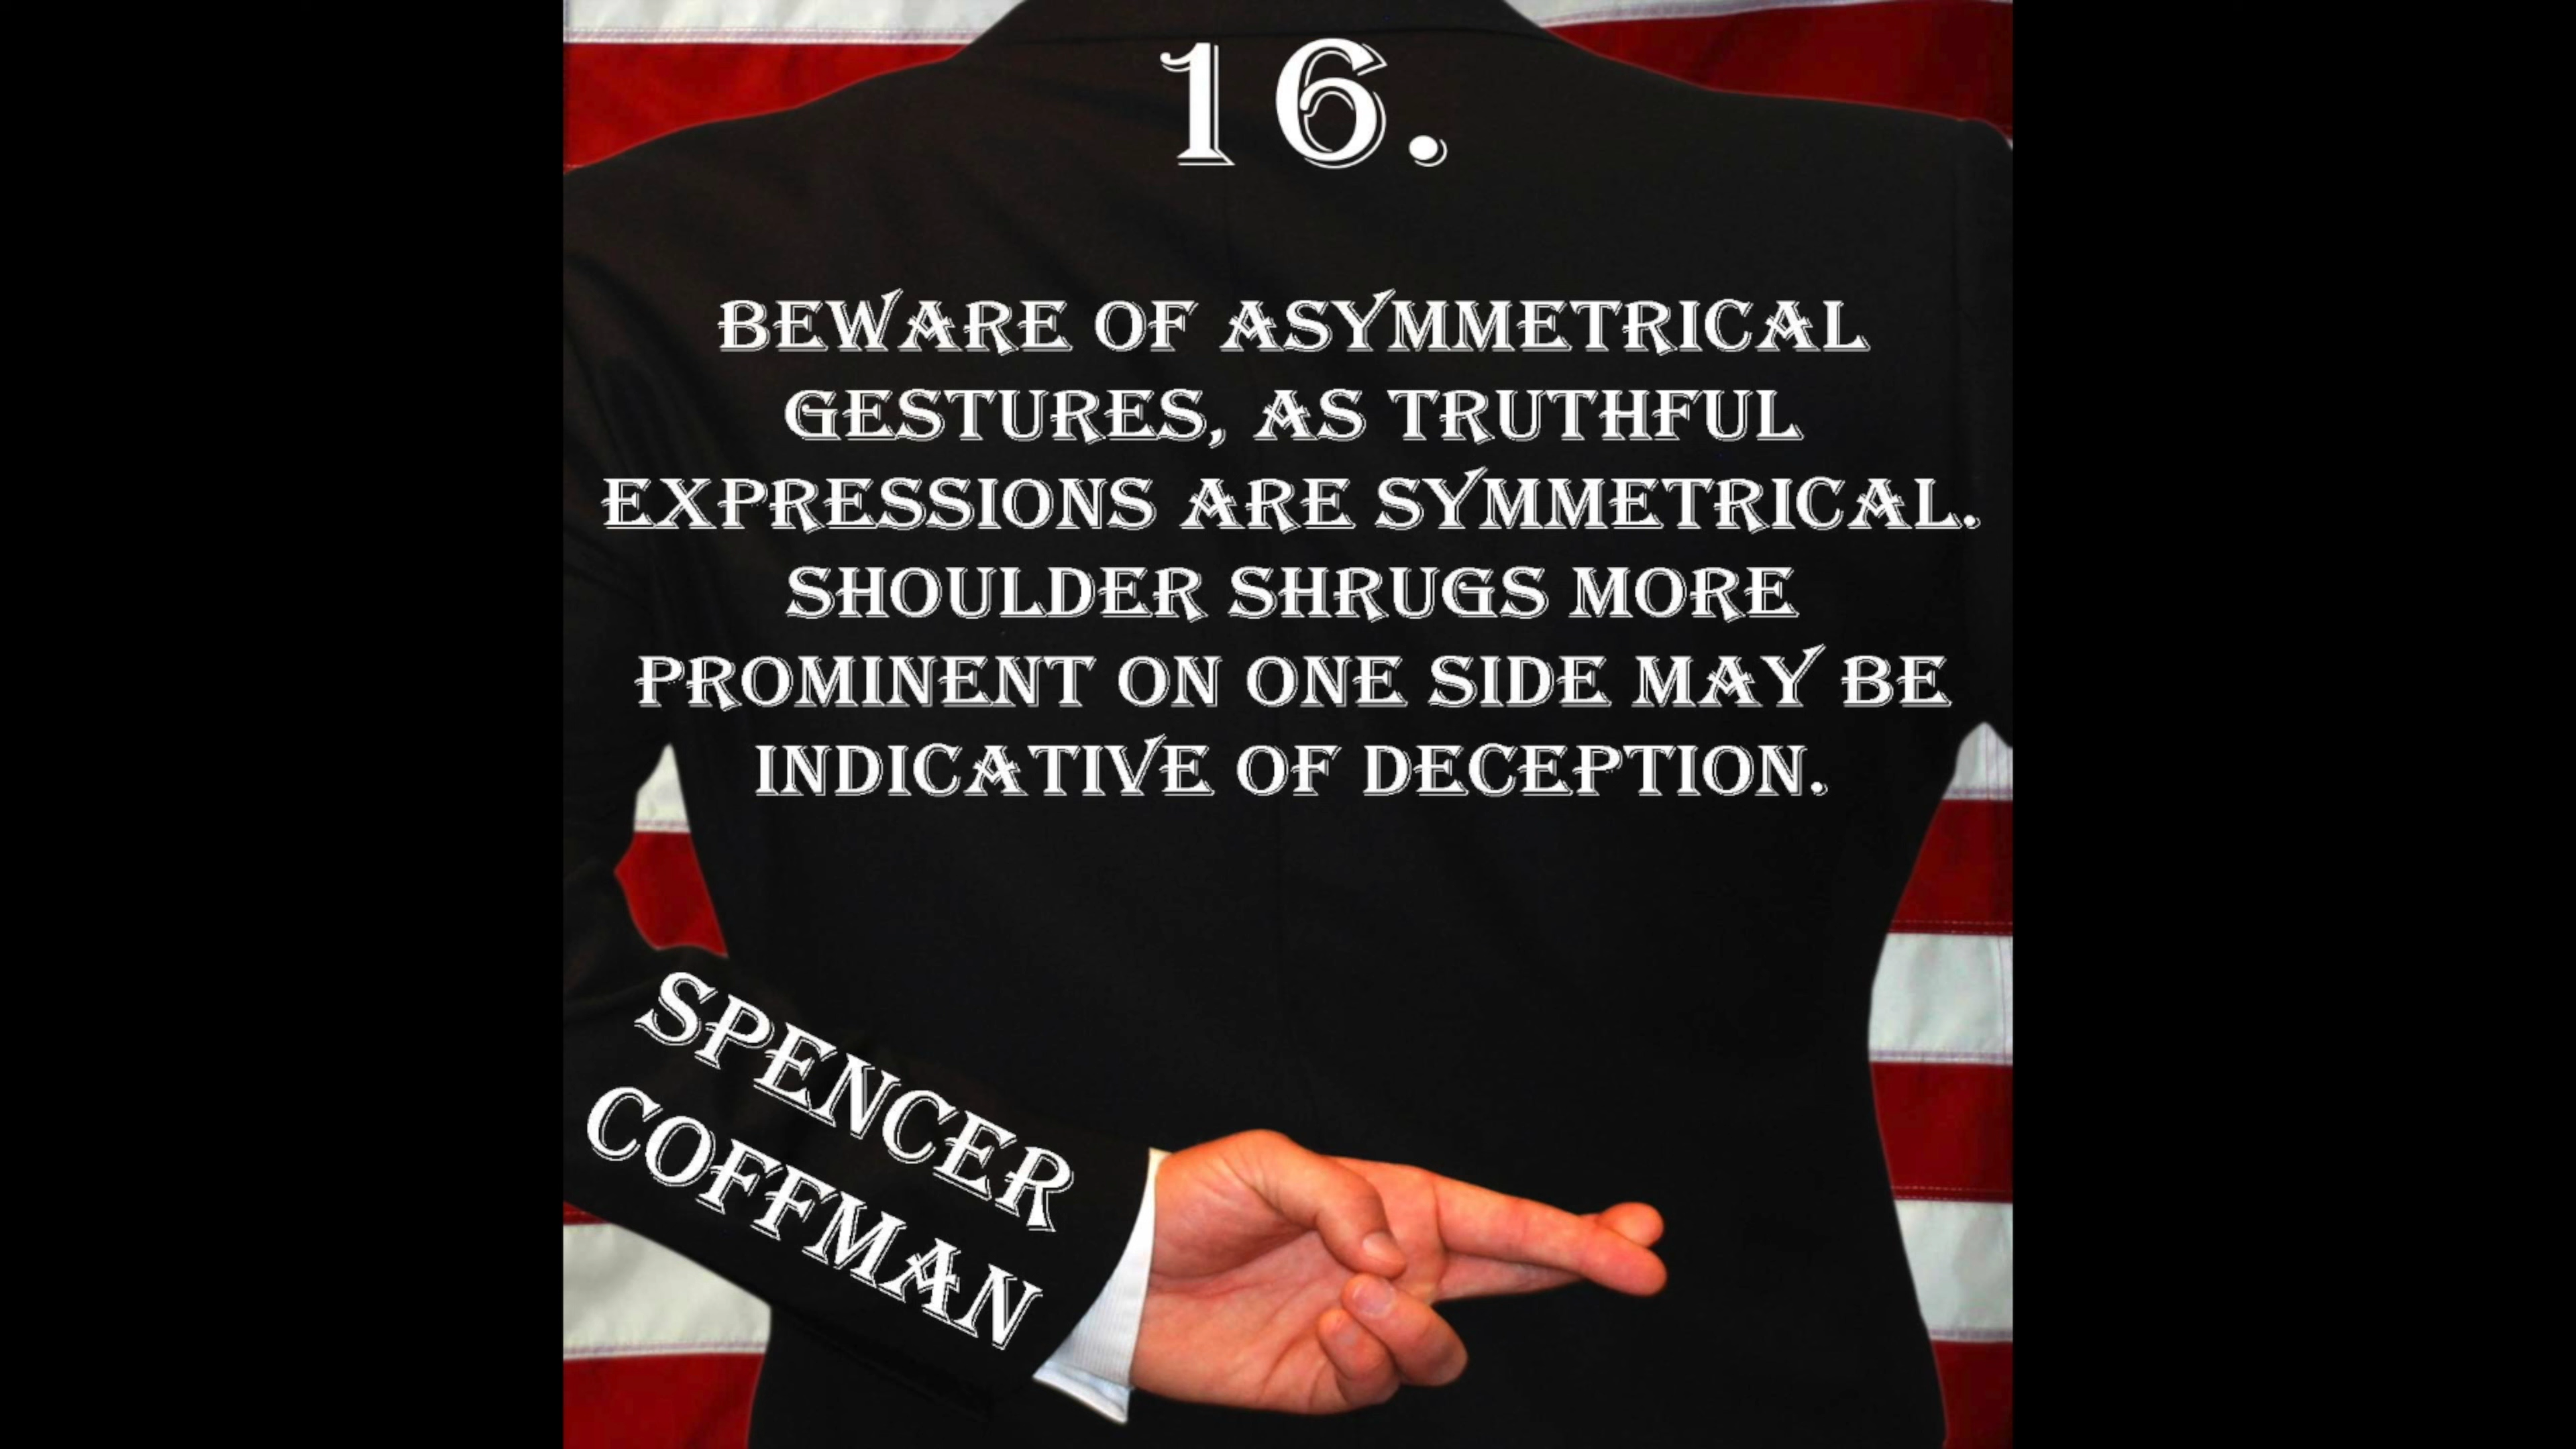 16.
BEWARE OF ASYMMETRICAL
GESTURES, AS TRUTHFUL
EXPRESSIONS ARE SYMMETRICAL.
SHOULDER SHRUGS MORE
PROMINENT ON ONE SIDE MAY BE
INDICATIVE OF DECEPTION.
SPENCER
COFFMAN